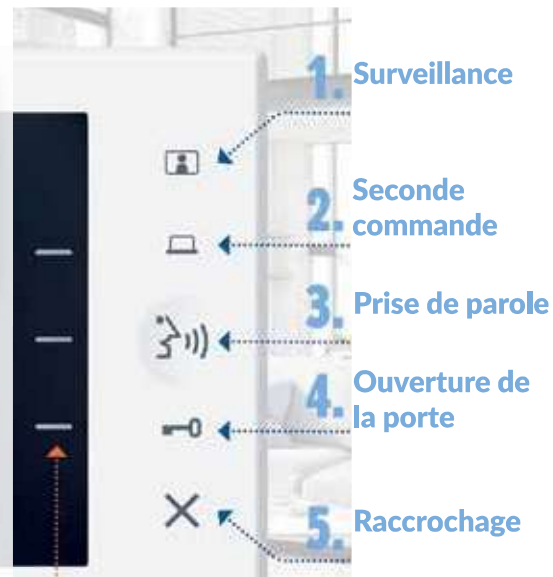 1. Surveillance
2. Seconde
commande
3. Prise de parole
4. Ouverture de
la porte
5. Raccrochage